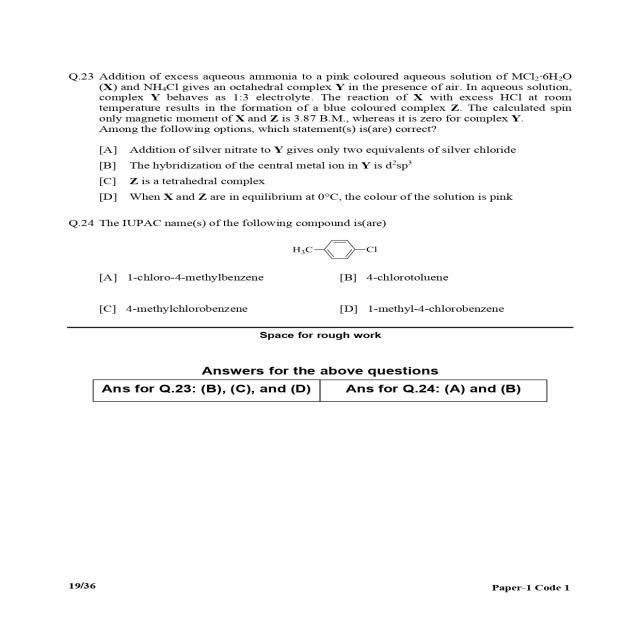 Q.23 Addition of excess aqueous ammonia to a pink coloured aqueous solution of MCl₂·6H₂O
(X) and NH₄Cl gives an octahedral complex Y in the presence of air. In aqueous solution,
complex Y behaves as 1:3 electrolyte. The reaction of X with excess HCl at room
temperature results in the formation of a blue coloured complex Z. The calculated spin
only magnetic moment of X and Z is 3.87 B.M., whereas it is zero for complex Y.
Among the following options, which statement(s) is(are) correct?
[A] Addition of silver nitrate to Y gives only two equivalents of silver chloride
[B] The hybridization of the central metal ion in Y is d²sp³
[C] Z is a tetrahedral complex
[D] When X and Z are in equilibrium at 0°C, the colour of the solution is pink
Q.24 The IUPAC name(s) of the following compound is(are)
H₃C Cl
[A] 1-chloro-4-methylbenzene [B] 4-chlorotoluene
[C] 4-methylchlorobenzene [D] 1-methyl-4-chlorobenzene
Space for rough work
Answers for the above questions
Ans for Q.23: (B), (C), and (D) Ans for Q.24: (A) and (B)
19/36 Paper-1 Code 1